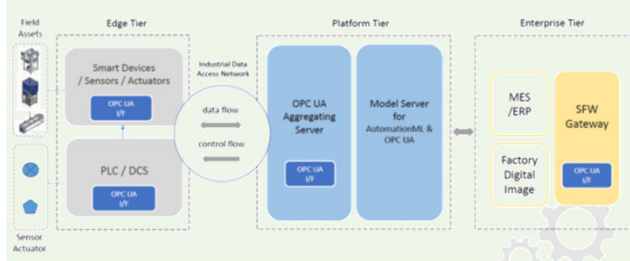 Field
Assets
Edge Tier
Platform Tier
Enterprise Tier
Smart Devices
/ Sensors / Actuators
OPC UA
I/F
PLC / DCS
OPC UA
I/F
Sensor
Actuator
Industrial Data
Access Network
data flow
control flow
OPC UA
Aggregating
Server
OPC UA
I/F
Model Server
for
AutomationML &
OPC UA
MES
/ERP
Factory
Digital
Image
SFW
Gateway
OPC UA
I/F